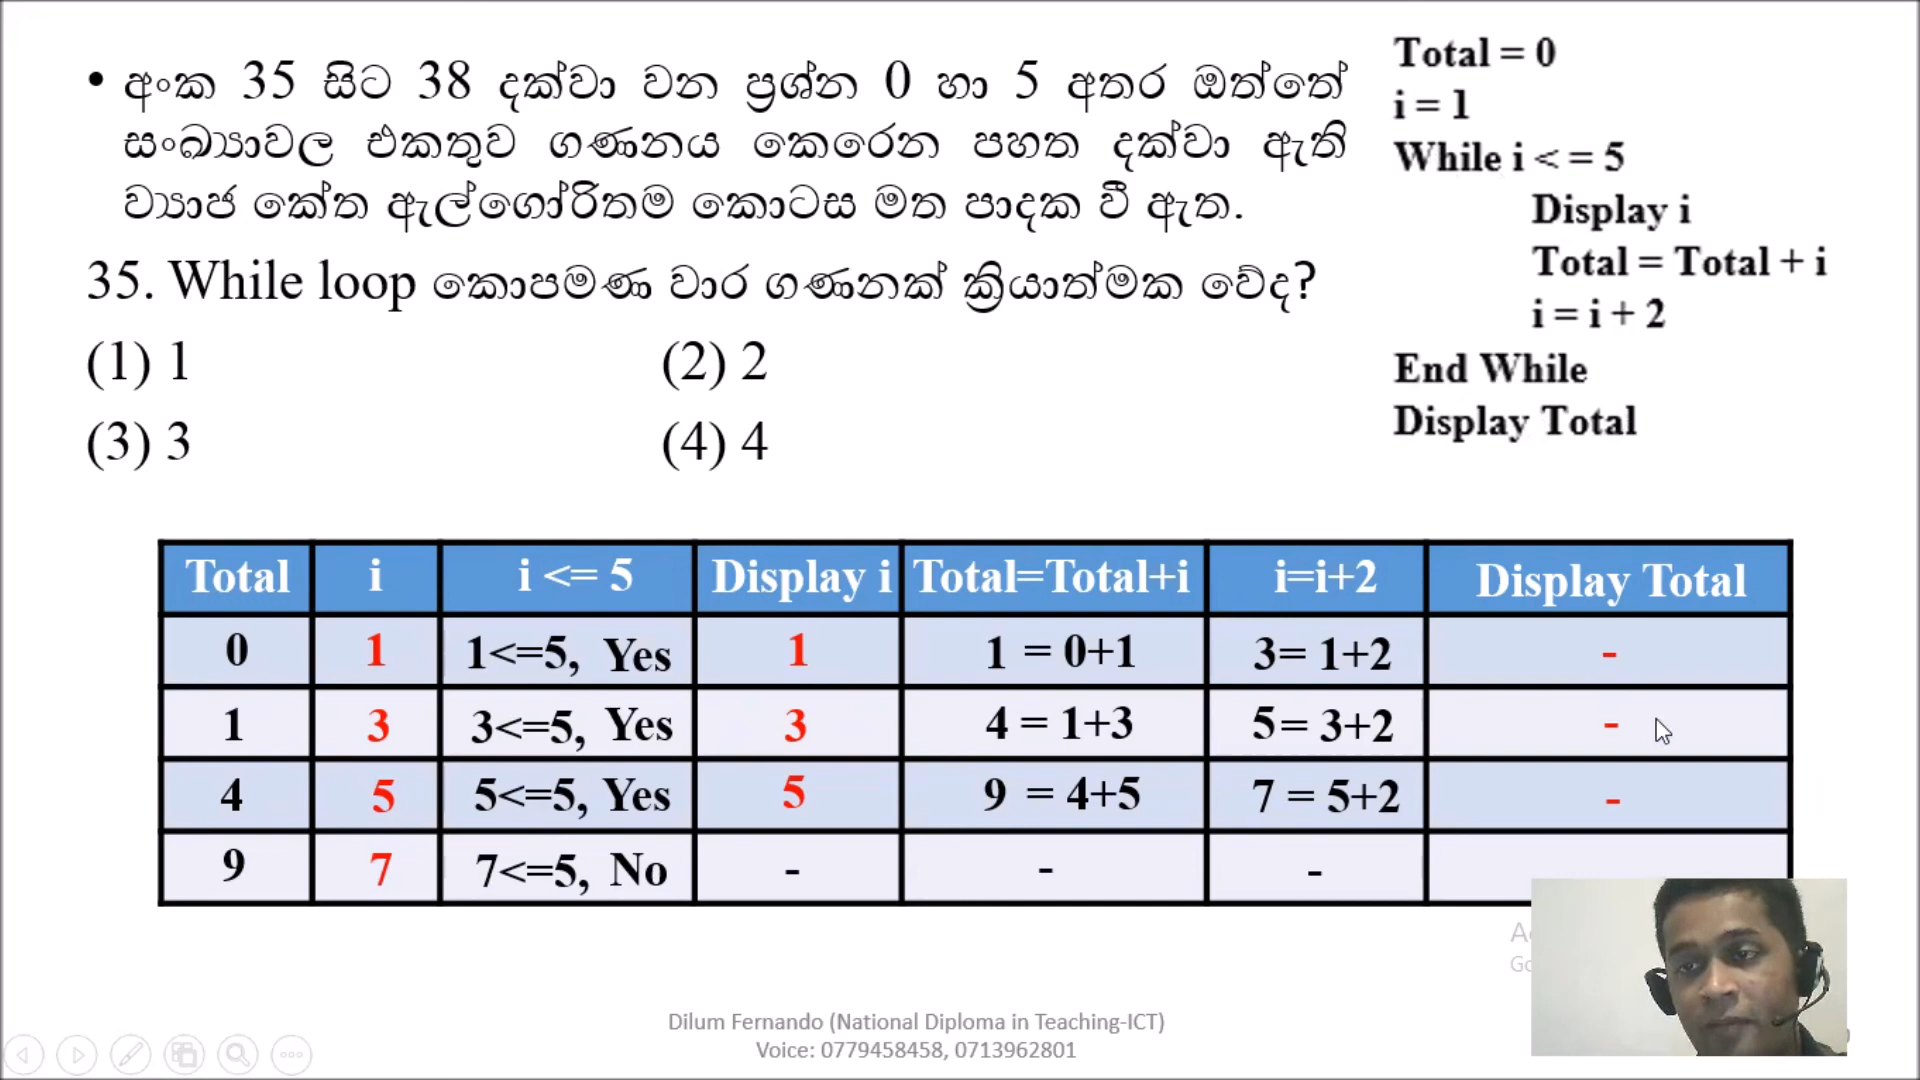 • අංක 35 සිට 38 දක්වා වන ප්‍රශ්න 0 හා 5 අතර ඔත්තේ
සංඛ්‍යාවල එකතුව ගණනය කෙරෙන පහත දක්වා ඇති
ව්‍යාජ කේත ඇල්ගෝරිතම කොටස මත පාදක වී ඇත.
35. While loop කොපමණ වාර ගණනක් ක්‍රියාත්මක වේද?
(1) 1 (2) 2
(3) 3 (4) 4
Total = 0
i = 1
While i < = 5
Display i
Total = Total + i
i = i + 2
End While
Display Total
Total i i <= 5 Display i Total=Total+i i=i+2 Display Total
0 1 1<=5, Yes 1 1 = 0+1 3= 1+2 -
1 3 3<=5, Yes 3 4 = 1+3 5= 3+2 -
4 5 5<=5, Yes 5 9 = 4+5 7 = 5+2 -
9 7 7<=5, No - - -
Dilum Fernando (National Diploma in Teaching-ICT)
Voice: 0779458458, 0713962801